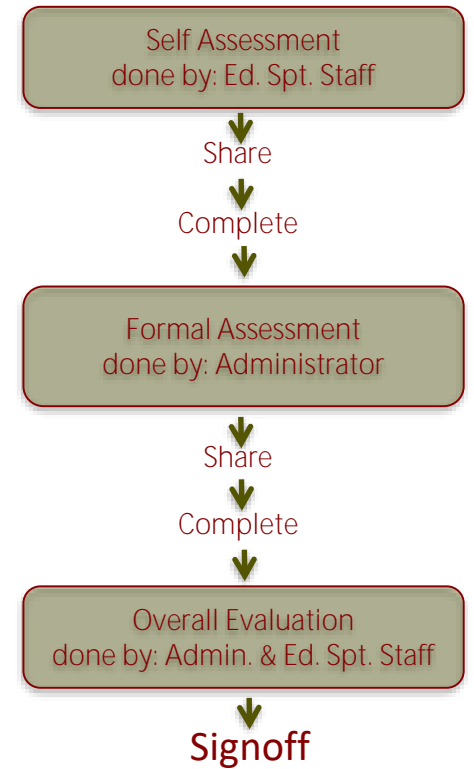 Self Assessment
done by: Ed. Spt. Staff
Share
Complete
Formal Assessment
done by: Administrator
Share
Complete
Overall Evaluation
done by: Admin. & Ed. Spt. Staff
Signoff